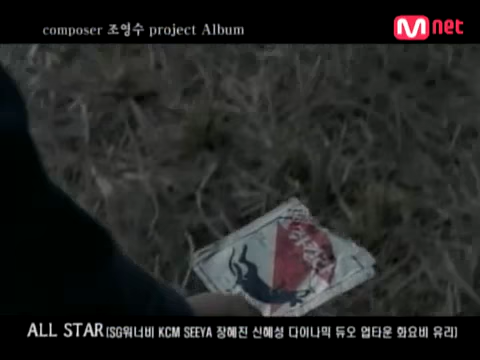 composer 조영수 project Album
Mnet
ALL STAR [SG워너비 KCM SEEYA 장혜진 신혜성 다이나믹 듀오 업타운 화요비 유리]